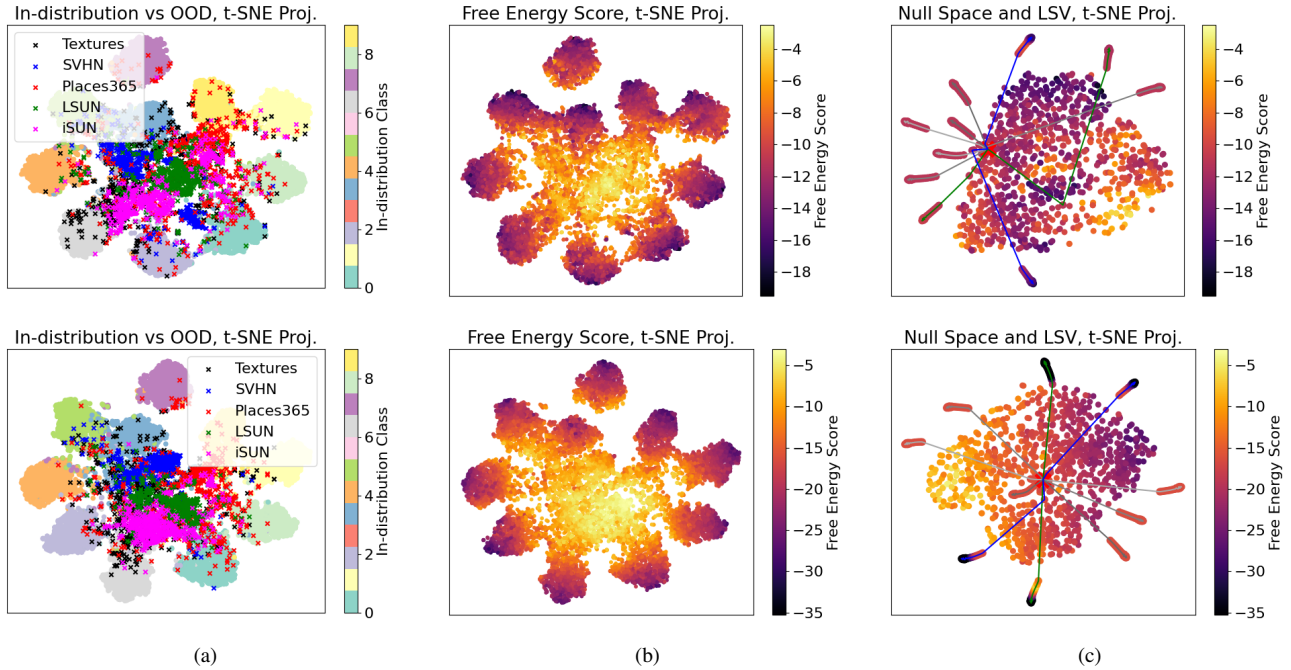 In-distribution vs OOD, t-SNE Proj.
Textures
SVHN
Places365
LSUN
iSUN
8
6
4
2
0
In-distribution Class
Free Energy Score, t-SNE Proj.
−4
−6
−8
−10
−12
−14
−16
−18
Free Energy Score
Null Space and LSV, t-SNE Proj.
Free Energy Score
−4
−6
−8
−10
−12
−14
−16
−18
Free Energy Score
In-distribution vs OOD, t-SNE Proj.
Textures
SVHN
Places365
LSUN
iSUN
8
6
4
2
0
In-distribution Class
Free Energy Score, t-SNE Proj.
−5
−10
−15
−20
−25
−30
−35
Free Energy Score
Null Space and LSV, t-SNE Proj.
−5
−10
−15
−20
−25
−30
−35
Free Energy Score
(a)
(b)
(c)